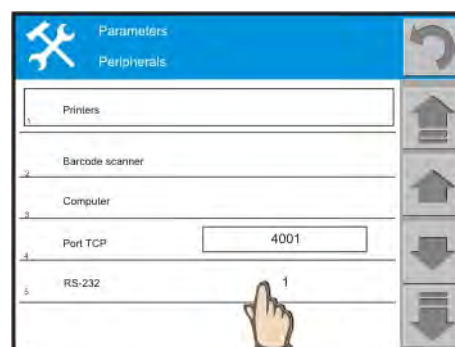 Parameters
Peripherals
1 Printers
2 Barcode scanner
3 Computer
4 Port TCP 4001
5 RS-232 1